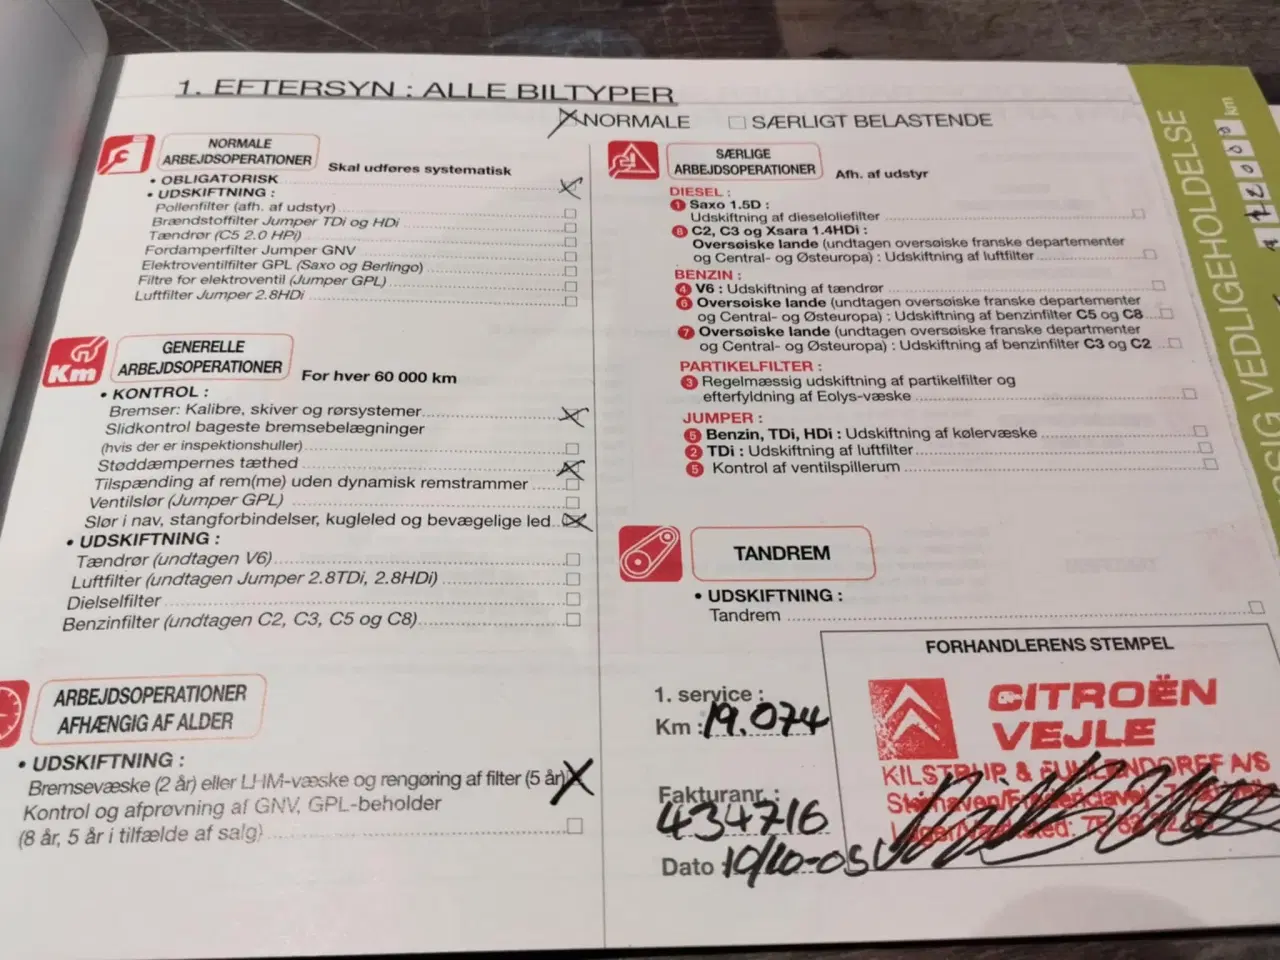 1. EFTERSYN : ALLE BILTYPER
NORMALE
SÆRLIGT BELASTENDE
NORMALE
ARBEJDSOPERATIONER
Skal udføres systematisk
• OBLIGATORISK
• UDSKIFTNING :
Pollenfilter (afh. af udstyr)
Brændstoffilter Jumper TDi og HDi
Tændrør (C5 2.0 HPi)
Fordamperfilter Jumper GNV
Elektroventilfilter GPL (Saxo og Berlingo)
Filtre for elektroventil (Jumper GPL)
Luftfilter Jumper 2.8HDi
Km
GENERELLE
ARBEJDSOPERATIONER
For hver 60 000 km
• KONTROL :
Bremser: Kalibre, skiver og rørsystemer
Slidkontrol bageste bremsebelægninger
(hvis der er inspektionshuller)
Støddæmpernes tæthed
Tilspænding af rem(me) uden dynamisk remstrammer
Ventilslør (Jumper GPL)
Slør i nav, stangforbindelser, kugleled og bevægelige led
• UDSKIFTNING :
Tændrør (undtagen V6)
Luftfilter (undtagen Jumper 2.8TDi, 2.8HDi)
Dielselfilter
Benzinfilter (undtagen C2, C3, C5 og C8)
ARBEJDSOPERATIONER
AFHÆNGIG AF ALDER
• UDSKIFTNING :
Bremsevæske (2 år) eller LHM-væske og rengøring af filter (5 år)
Kontrol og afprøvning af GNV, GPL-beholder
(8 år, 5 år i tilfælde af salg)
SÆRLIGE
ARBEJDSOPERATIONER
Afh. af udstyr
DIESEL :
1 Saxo 1.5D :
Udskiftning af dieseloliefilter
8 C2, C3 og Xsara 1.4HDi :
Oversøiske lande (undtagen oversøiske franske departementer
og Central- og Østeuropa) : Udskiftning af luftfilter
BENZIN :
4 V6 : Udskiftning af tændrør
6 Oversøiske lande (undtagen oversøiske franske departementer
og Central- og Østeuropa) : Udskiftning af benzinfilter C5 og C8
7 Oversøiske lande (undtagen oversøiske franske departmenter
og Central- og Østeuropa) : Udskiftning af benzinfilter C3 og C2
PARTIKELFILTER :
3 Regelmæssig udskiftning af partikelfilter og
efterfyldning af Eolys-væske
JUMPER :
5 Benzin, TDi, HDi : Udskiftning af kølervæske
2 TDi : Udskiftning af luftfilter
5 Kontrol af ventilspillerum
TANDREM
• UDSKIFTNING :
Tandrem
1. service :
Km : 19.074
Fakturanr. :
434716
Dato : 10/10-05
FORHANDLERENS STEMPEL
CITROËN
VEJLE
KILSTRUP & FUHLENDORFF A/S
VEDLIGEHOLDELSE
km